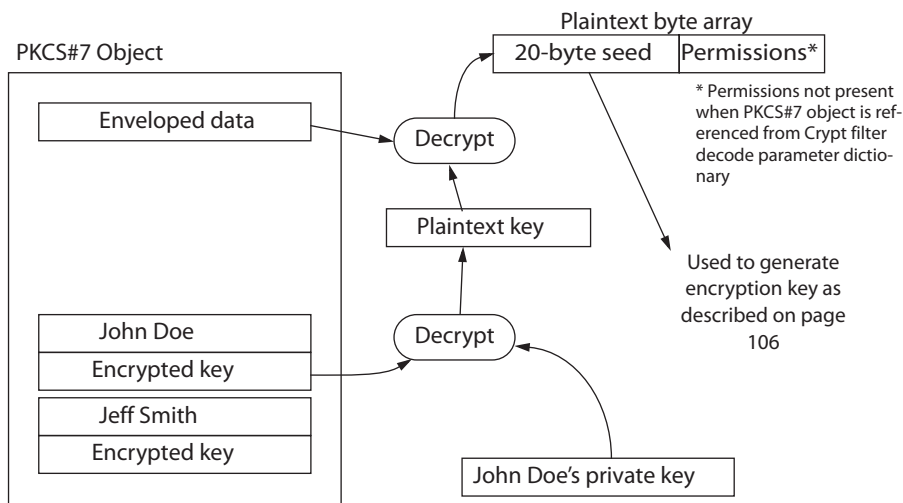 Plaintext byte array
PKCS#7 Object
20-byte seed
Permissions*
* Permissions not present
when PKCS#7 object is ref-
erenced from Crypt filter
decode parameter dictio-
nary
Enveloped data
Decrypt
Plaintext key
Used to generate
encryption key as
described on page
106
John Doe
Encrypted key
Decrypt
Jeff Smith
Encrypted key
John Doe's private key